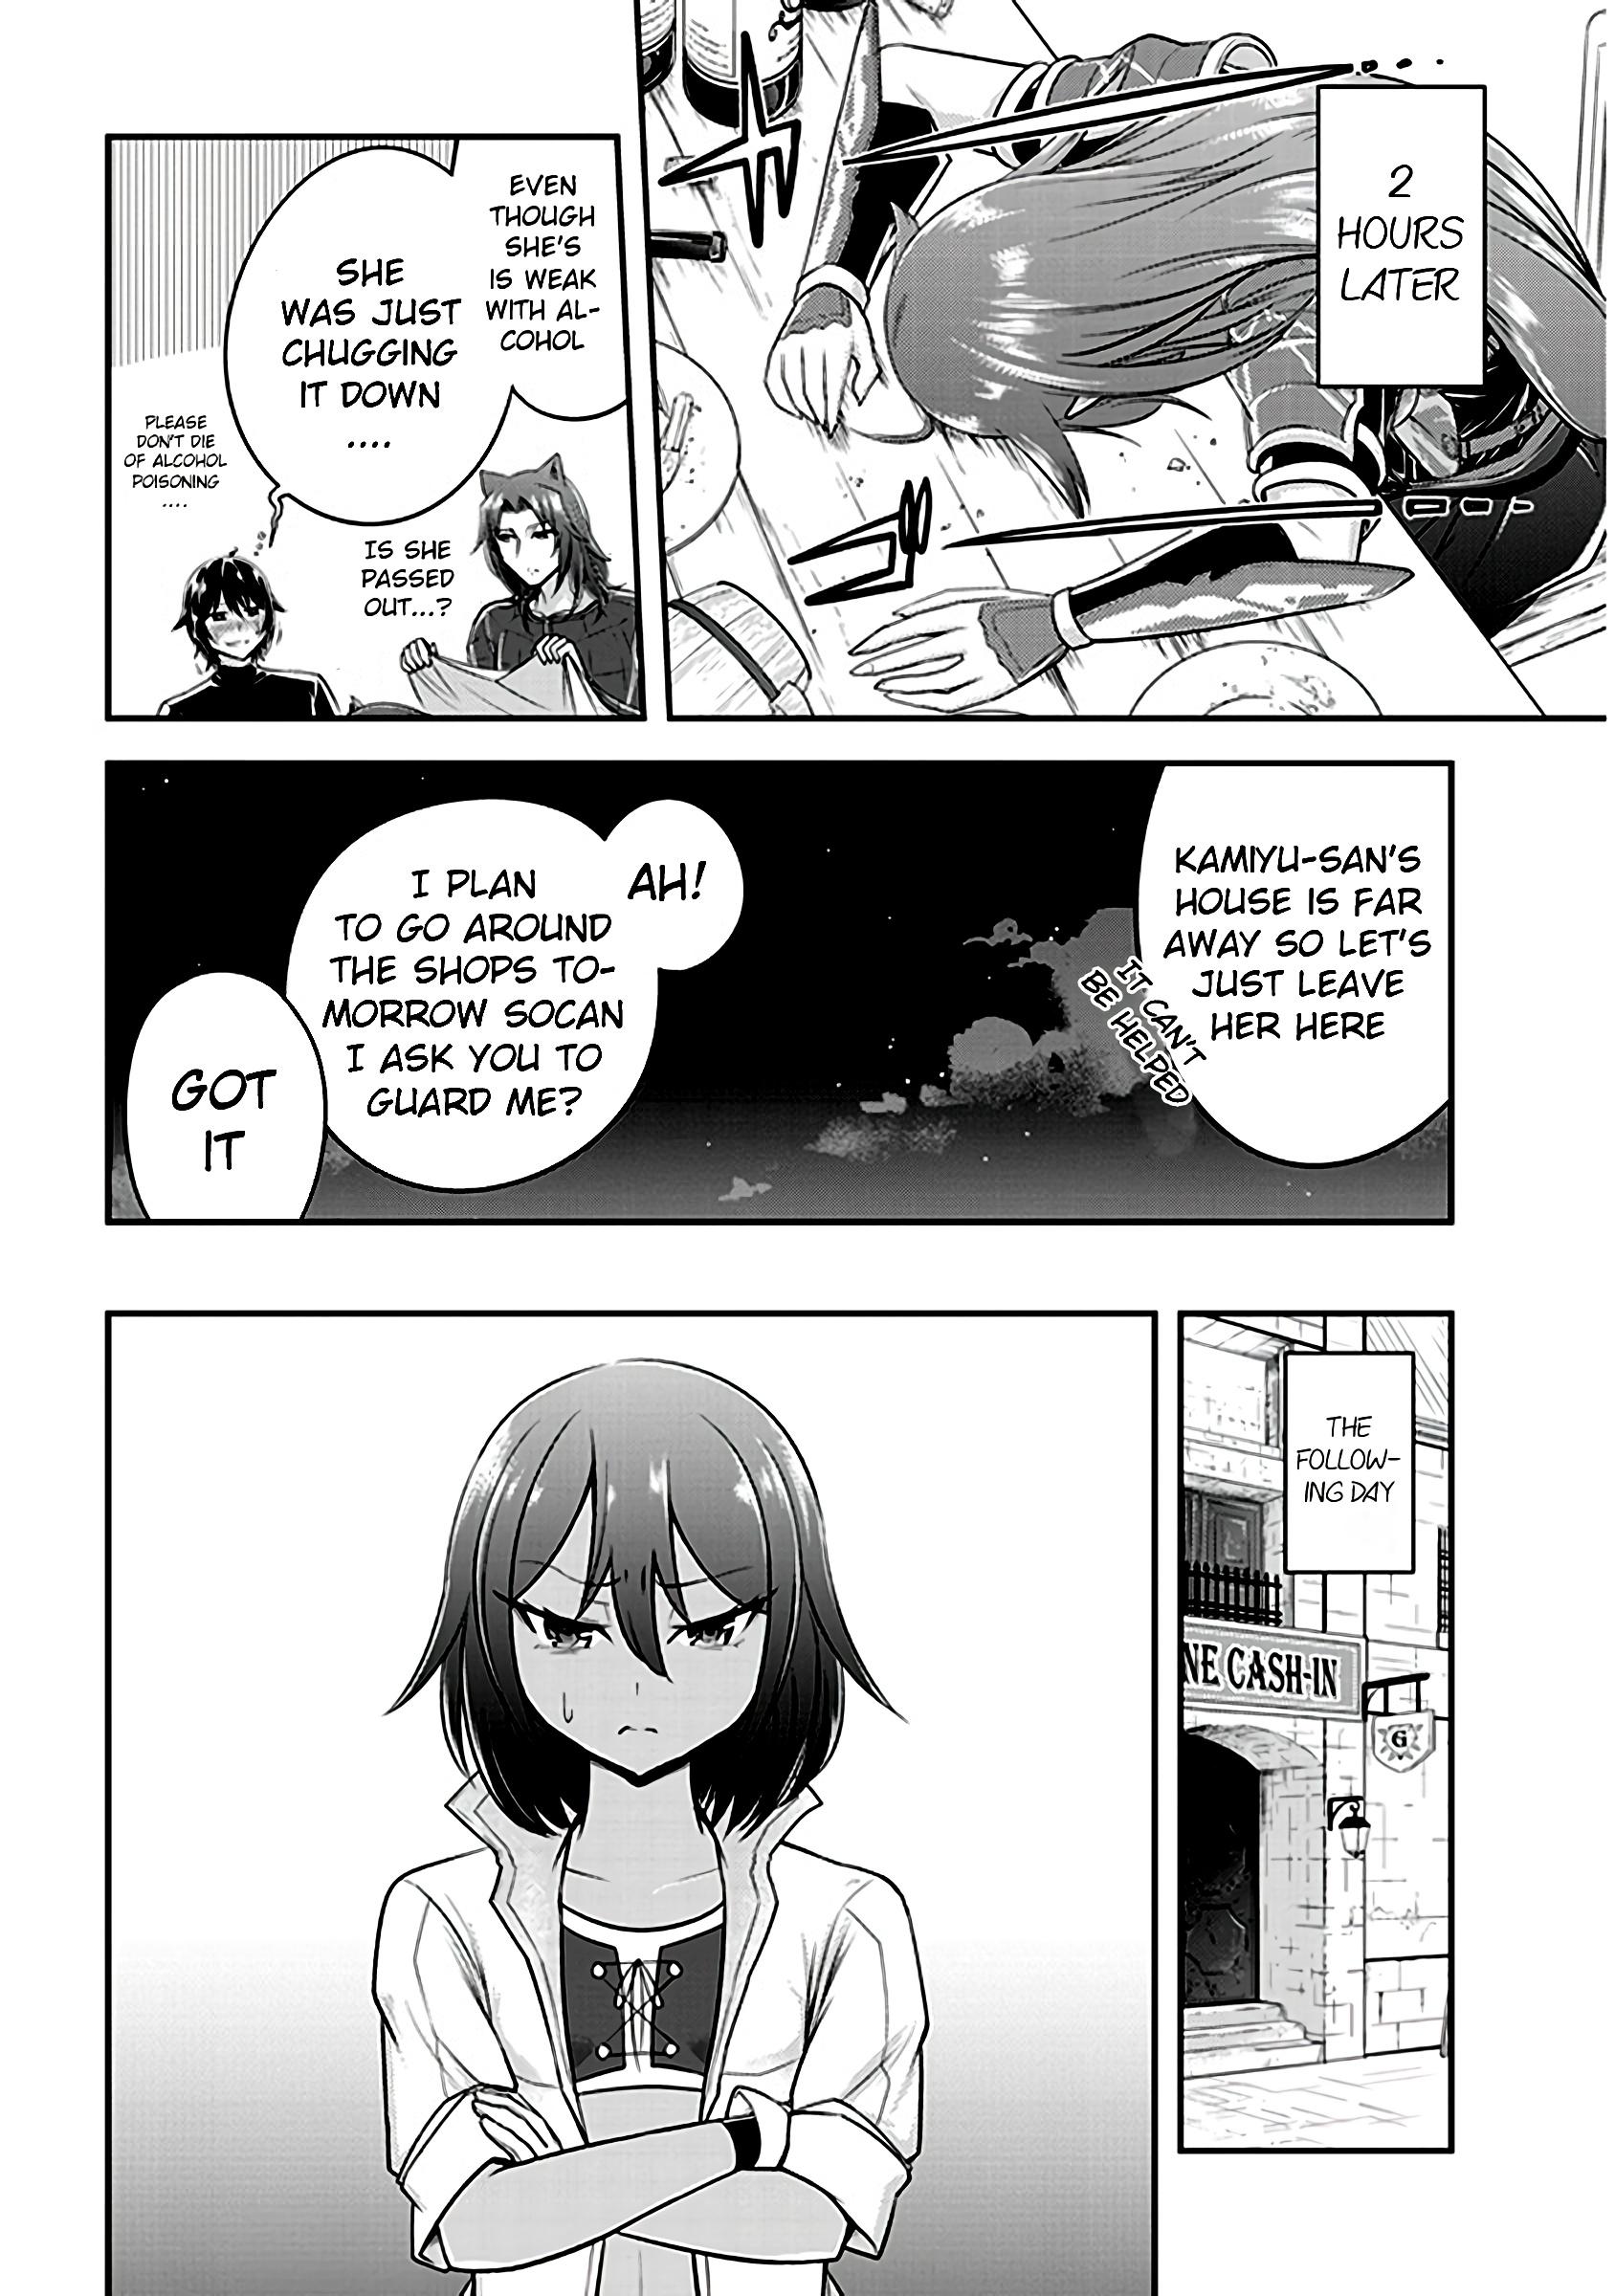 2
HOURS
LATER
EVEN
THOUGH
SHE'S
IS WEAK
WITH AL-
COHOL
SHE
WAS JUST
CHUGGING
IT DOWN
....
IS SHE
PASSED
OUT...?
PLEASE
DON'T DIE
OF ALCOHOL
POISONING
....
KAMIYU-SAN'S
HOUSE IS FAR
AWAY SO LET'S
JUST LEAVE
HER HERE
IT CAN'T
BE HELPED
AH!
I PLAN
TO GO AROUND
THE SHOPS TO-
MORROW SOCAN
I ASK YOU TO
GUARD ME?
GOT
IT
THE
FOLLOW-
ING DAY
NE CASH-IN
G